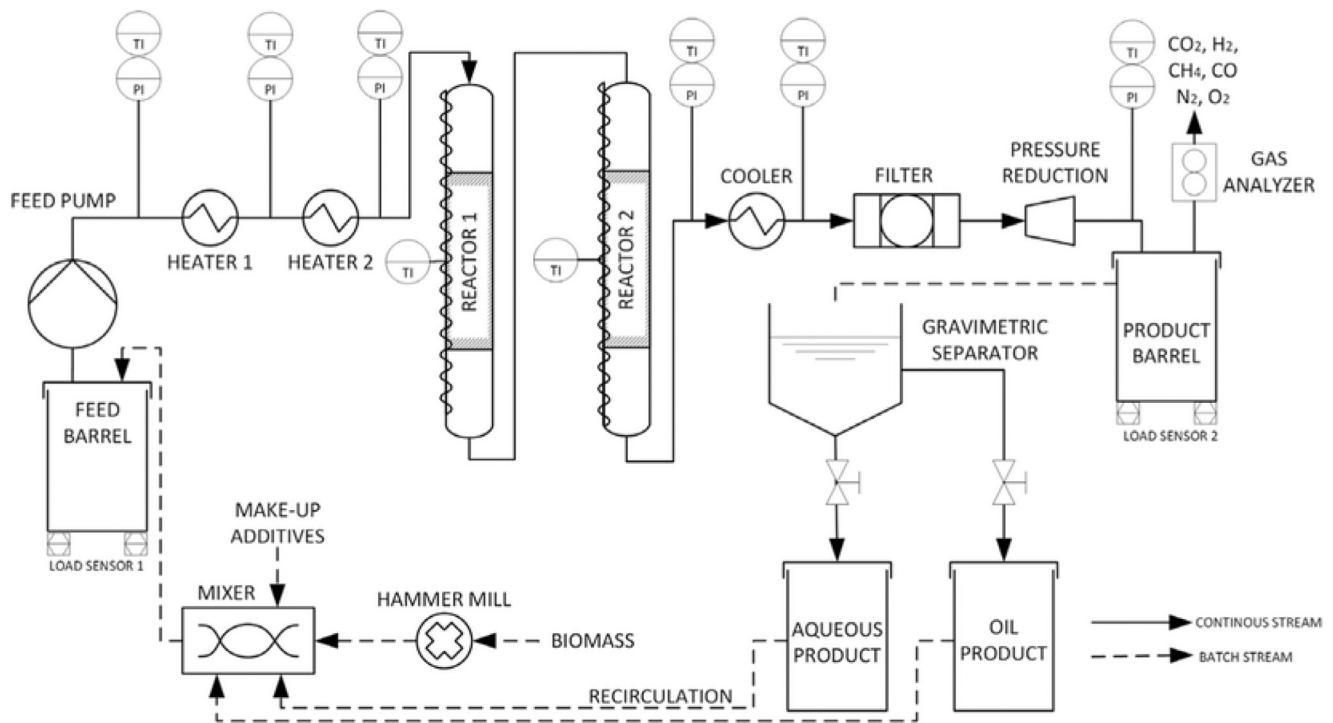 TI
TI
TI
TI
TI
TI
PI
PI
PI
PI
PI
PI
CO2, H2,
CH4, CO
N2, O2
GAS
ANALYZER
PRESSURE
REDUCTION
COOLER
FILTER
FEED PUMP
HEATER 1
HEATER 2
TI
REACTOR 1
TI
REACTOR 2
GRAVIMETRIC
SEPARATOR
PRODUCT
BARREL
LOAD SENSOR 2
FEED
BARREL
LOAD SENSOR 1
MAKE-UP
ADDITIVES
MIXER
HAMMER MILL
BIOMASS
RECIRCULATION
AQUEOUS
PRODUCT
OIL
PRODUCT
CONTINOUS STREAM
BATCH STREAM